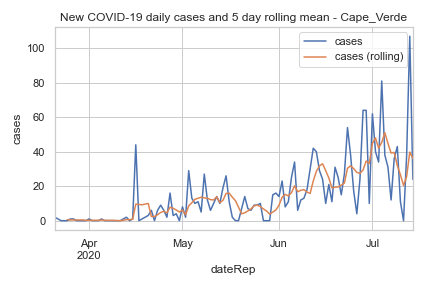 New COVID-19 daily cases and 5 day rolling mean - Cape_Verde
cases
cases (rolling)
100
80
60
40
20
0
cases
Apr
2020
May
Jun
Jul
dateRep